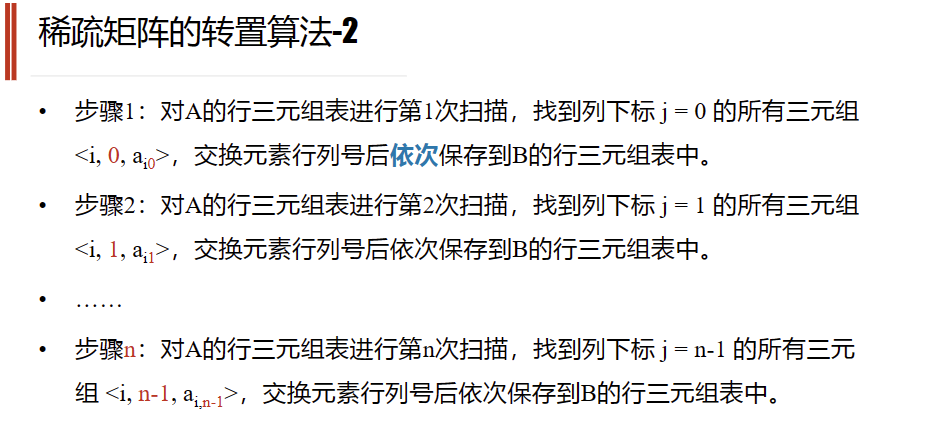 稀疏矩阵的转置算法-2
• 步骤1：对A的行三元组表进行第1次扫描，找到列下标 j = 0 的所有三元组
<i, 0, ai0>，交换元素行列号后依次保存到B的行三元组表中。
• 步骤2：对A的行三元组表进行第2次扫描，找到列下标 j = 1 的所有三元组
<i, 1, ai1>，交换元素行列号后依次保存到B的行三元组表中。
• ……
• 步骤n：对A的行三元组表进行第n次扫描，找到列下标 j = n-1 的所有三元
组 <i, n-1, ai,n-1>，交换元素行列号后依次保存到B的行三元组表中。